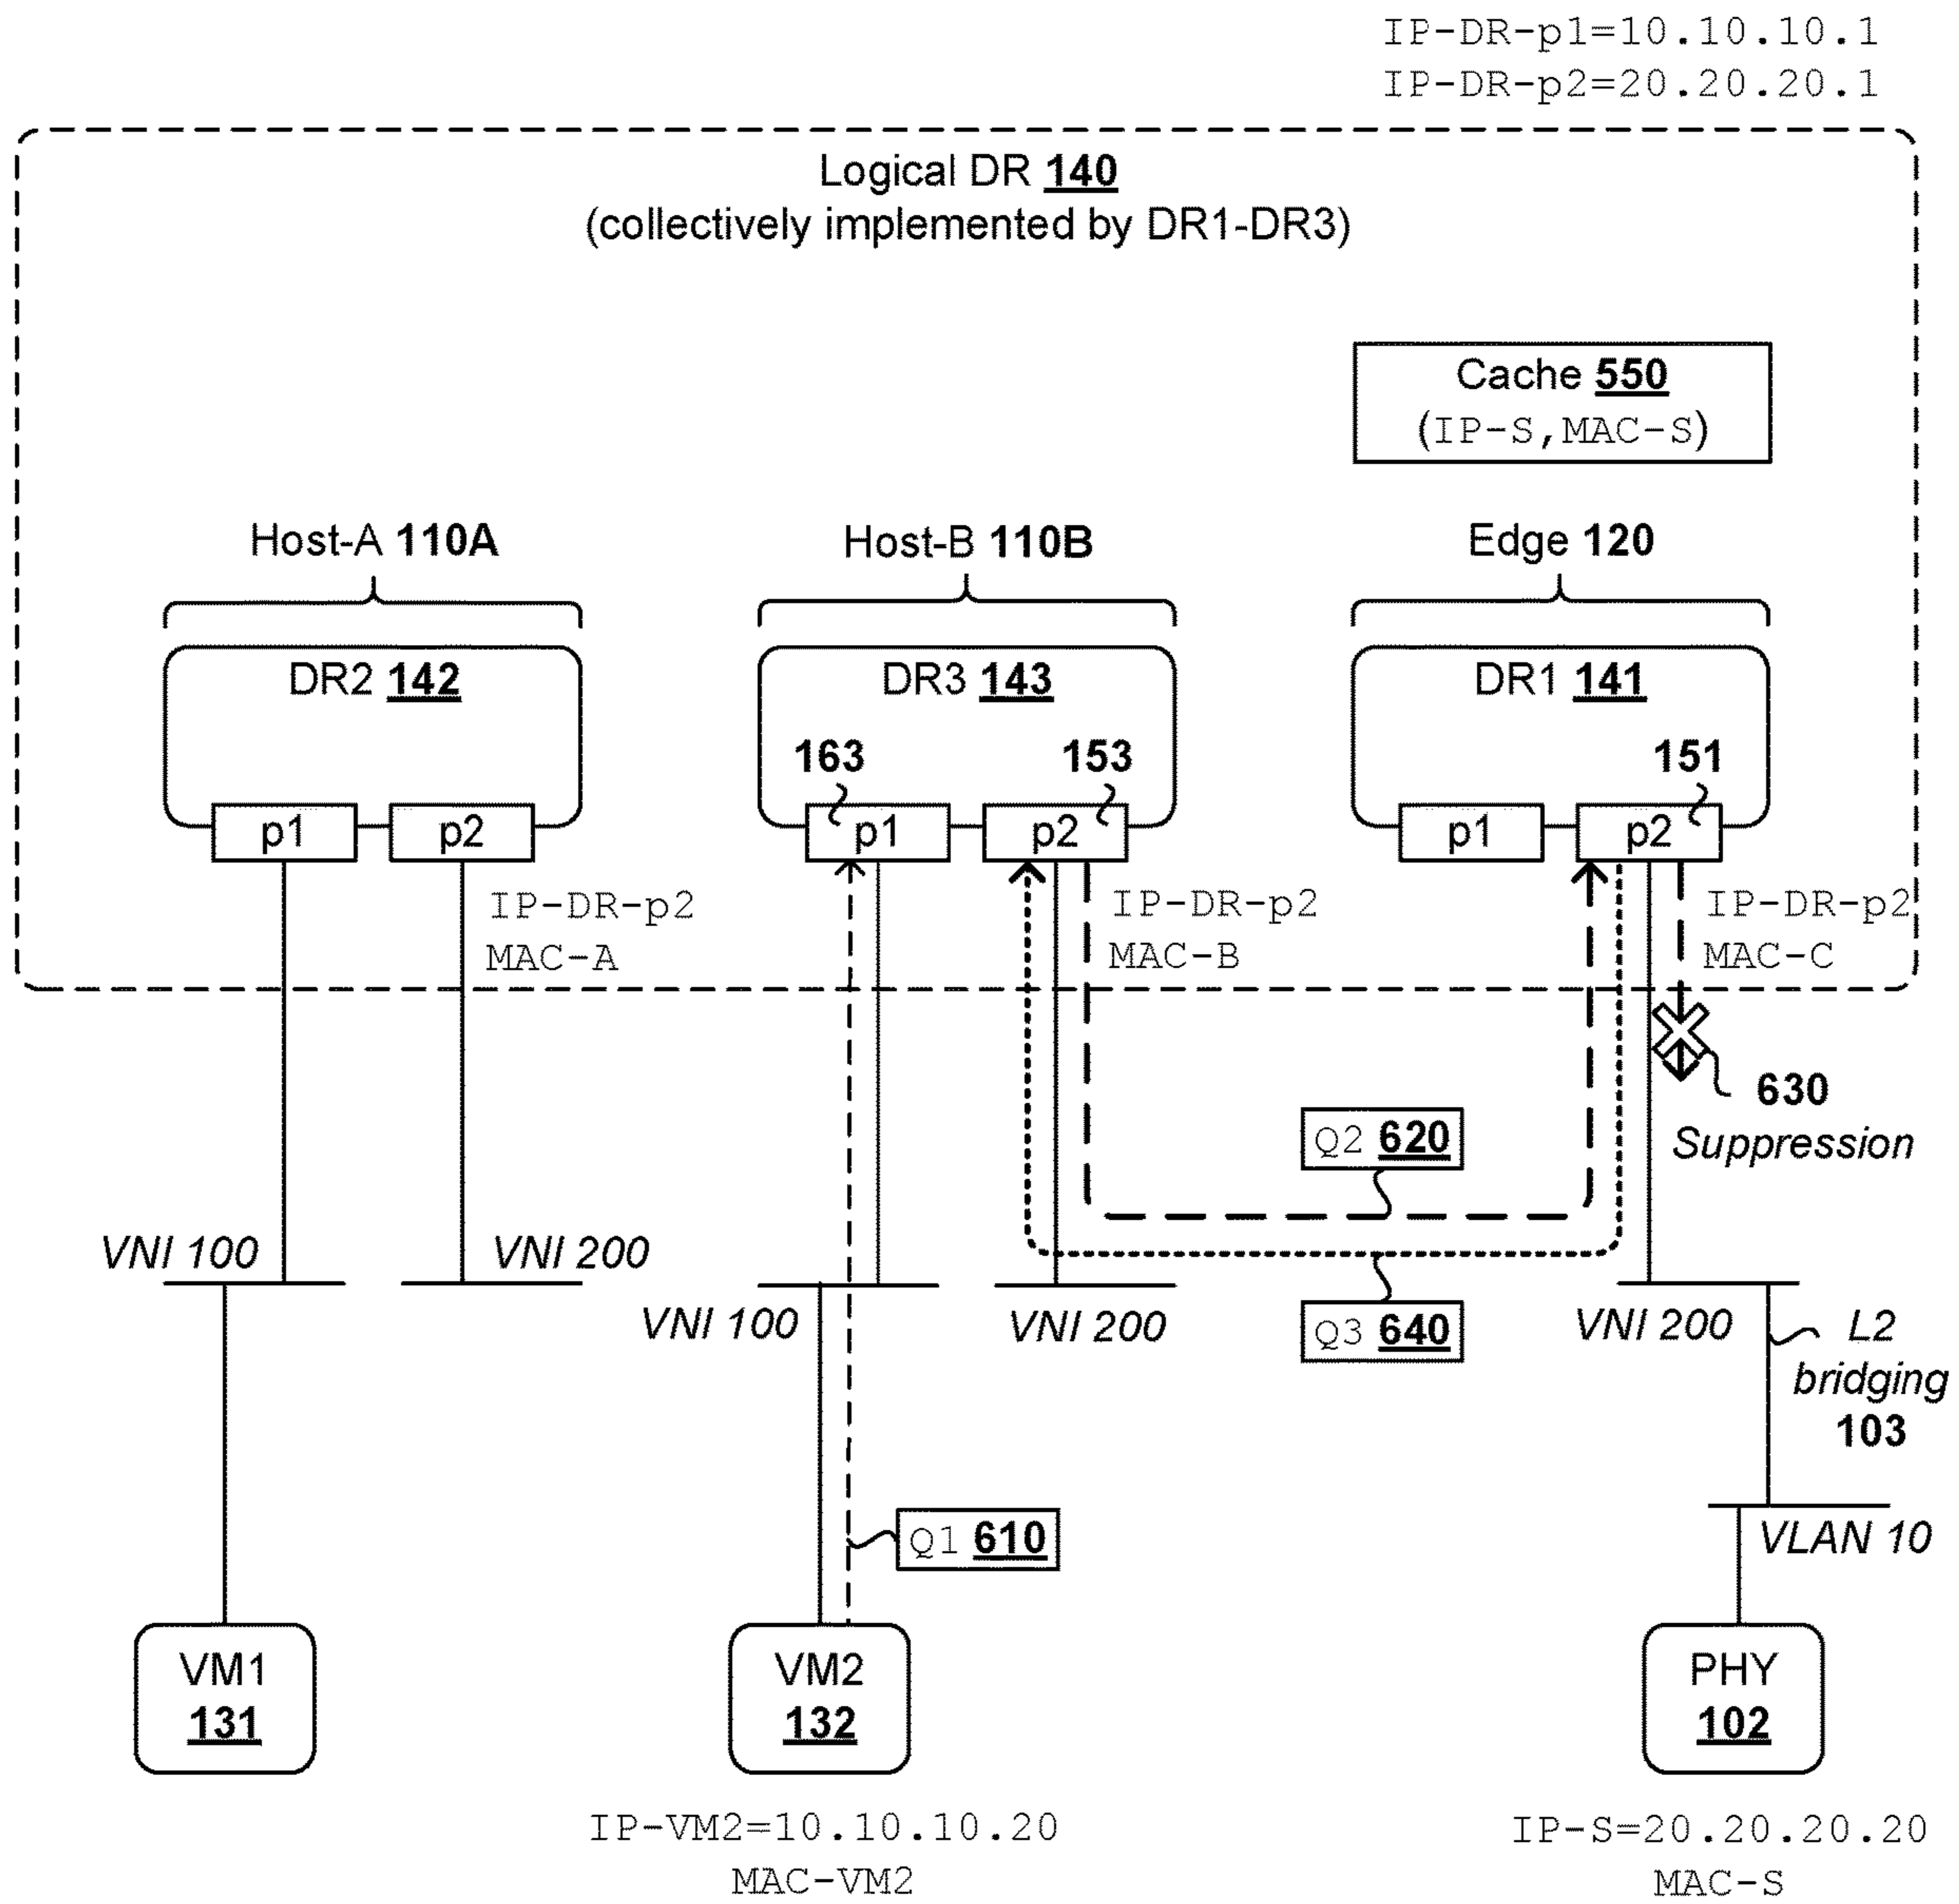 IP-DR-p1=10.10.10.1
IP-DR-p2=20.20.20.1
Logical DR 140
(collectively implemented by DR1-DR3)
Cache 550
(IP-S,MAC-S)
Host-A 110A
Host-B 110B
Edge 120
DR2 142
DR3 143
DR1 141
163
153
151
p1
p2
p1
p2
p1
p2
IP-DR-p2
MAC-A
IP-DR-p2
MAC-B
IP-DR-p2
MAC-C
630
Suppression
Q2 620
VNI 100
VNI 200
VNI 100
VNI 200
Q3 640
VNI 200
L2
bridging
103
Q1 610
VLAN 10
VM1
131
VM2
132
PHY
102
IP-VM2=10.10.10.20
MAC-VM2
IP-S=20.20.20.20
MAC-S